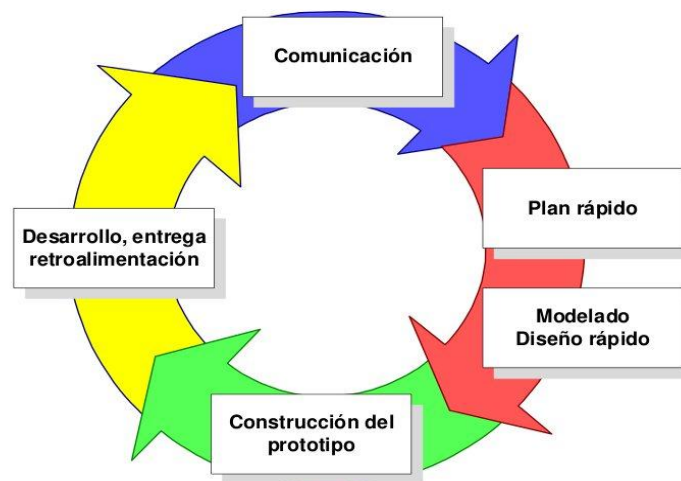 Comunicación
Plan rápido
Modelado
Diseño rápido
Construcción del
prototipo
Desarrollo, entrega
retroalimentación